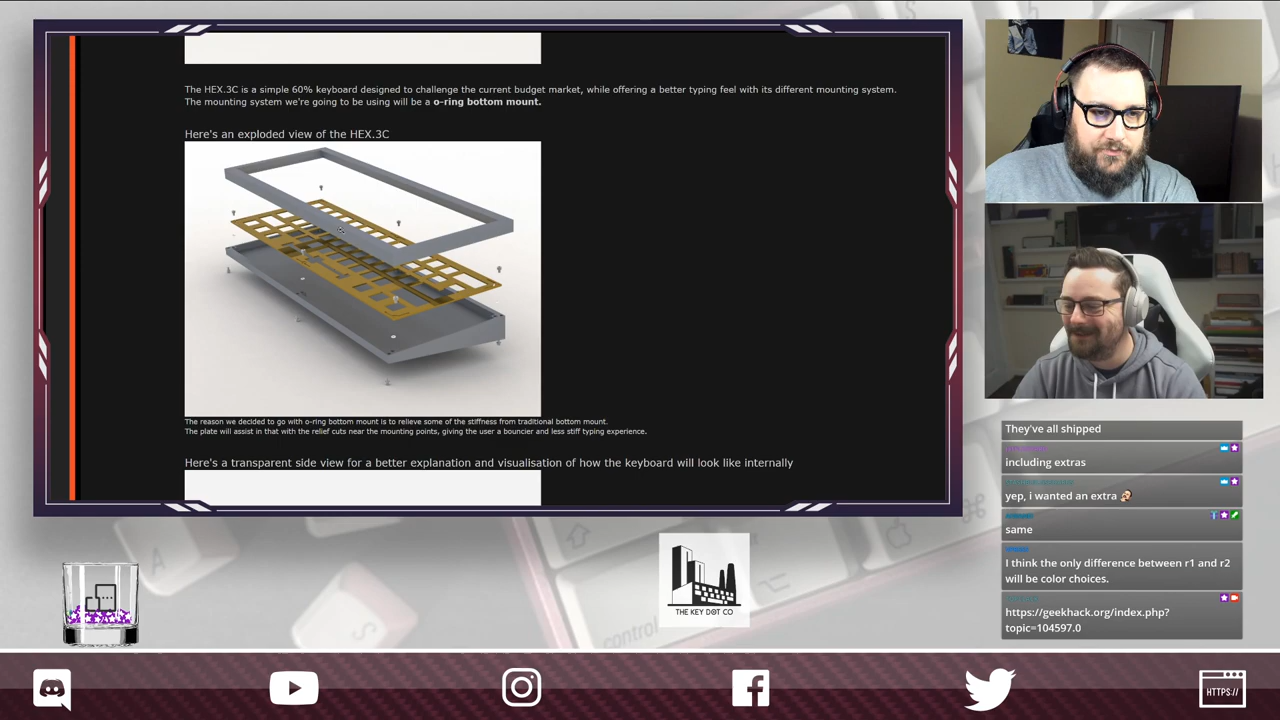 The HEX.3C is a simple 60% keyboard designed to challenge the current budget market, while offering a better typing feel with its different mounting system.
The mounting system we're going to be using will be a o-ring bottom mount.
Here's an exploded view of the HEX.3C
The reason we decided to go with o-ring bottom mount is to relieve some of the stiffness from traditional bottom mount.
The plate will assist in that with the relief cuts near the mounting points, giving the user a bouncier and less stiff typing experience.
Here's a transparent side view for a better explanation and visualisation of how the keyboard will look like internally
They've all shipped
including extras
yep, i wanted an extra
same
I think the only difference between r1 and r2
will be color choices.
https://geekhack.org/index.php?
topic=104597.0
THE KEY DOT CO
A
S
control
HTTPS://